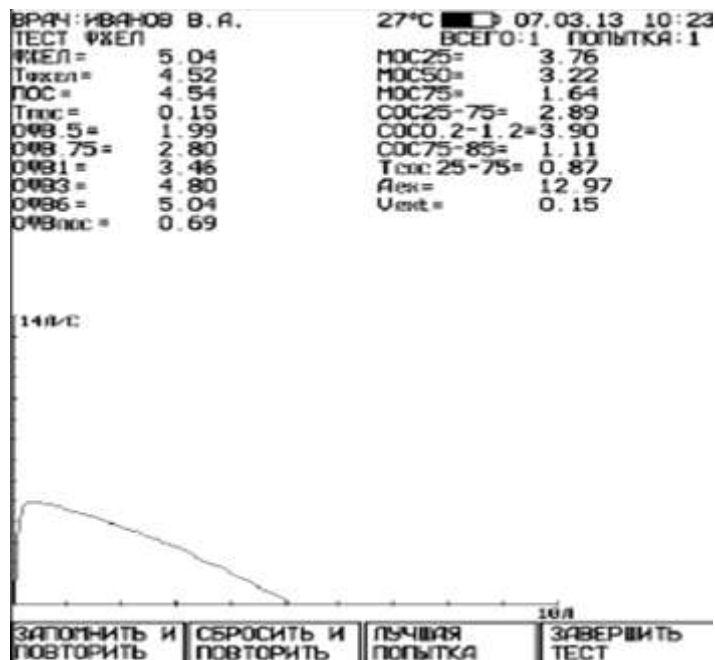 ВРАЧ:ИВАНОВ В.А. 27°C 07.03.13 10:23
ТЕСТ ФЖЕЛ ВСЕГО:1 ПОПЫТКА:1
ФЖЕЛ= 5.04 МОС25= 3.76
Тфжел= 4.52 МОС50= 3.22
ПОС= 4.54 МОС75= 1.64
Тпос= 0.15 СОС25-75= 2.89
ОФВ.5= 1.99 СОС0.2-1.2=3.90
ОФВ.75= 2.80 СОС75-85= 1.11
ОФВ1= 3.46 Тсос25-75= 0.87
ОФВ3= 4.80 Аex= 12.97
ОФВ6= 5.04 Vext= 0.15
ОФВпос= 0.69
14Л/С
10Л
ЗАПОМНИТЬ И СБРОСИТЬ И ЛУЧШАЯ ЗАВЕРШИТЬ
ПОВТОРИТЬ ПОВТОРИТЬ ПОПЫТКА ТЕСТ